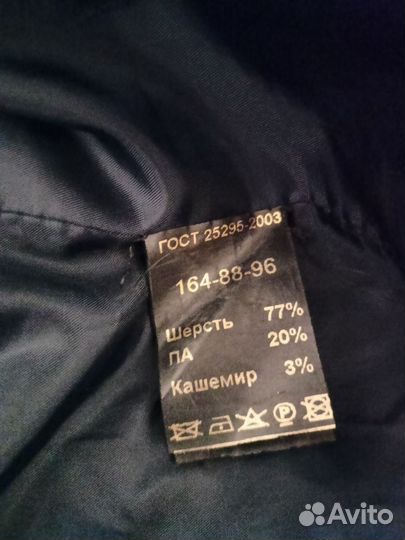 ГОСТ 25295-2003
164-88-96
Шерсть 77%
ПА 20%
Кашемир 3%
P
Avito